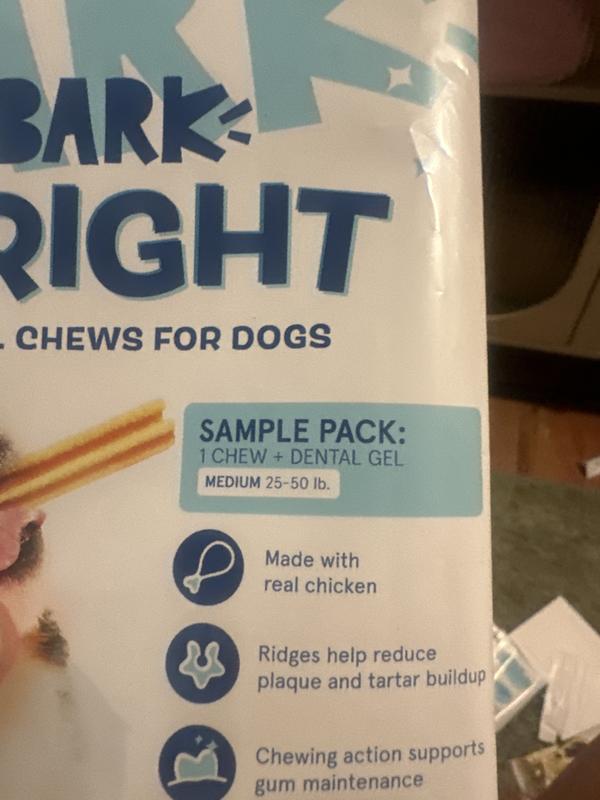 BARK
RIGHT
CHEWS FOR DOGS
SAMPLE PACK:
1 CHEW + DENTAL GEL
MEDIUM 25-50 lb.
Made with
real chicken
Ridges help reduce
plaque and tartar buildup
Chewing action supports
gum maintenance